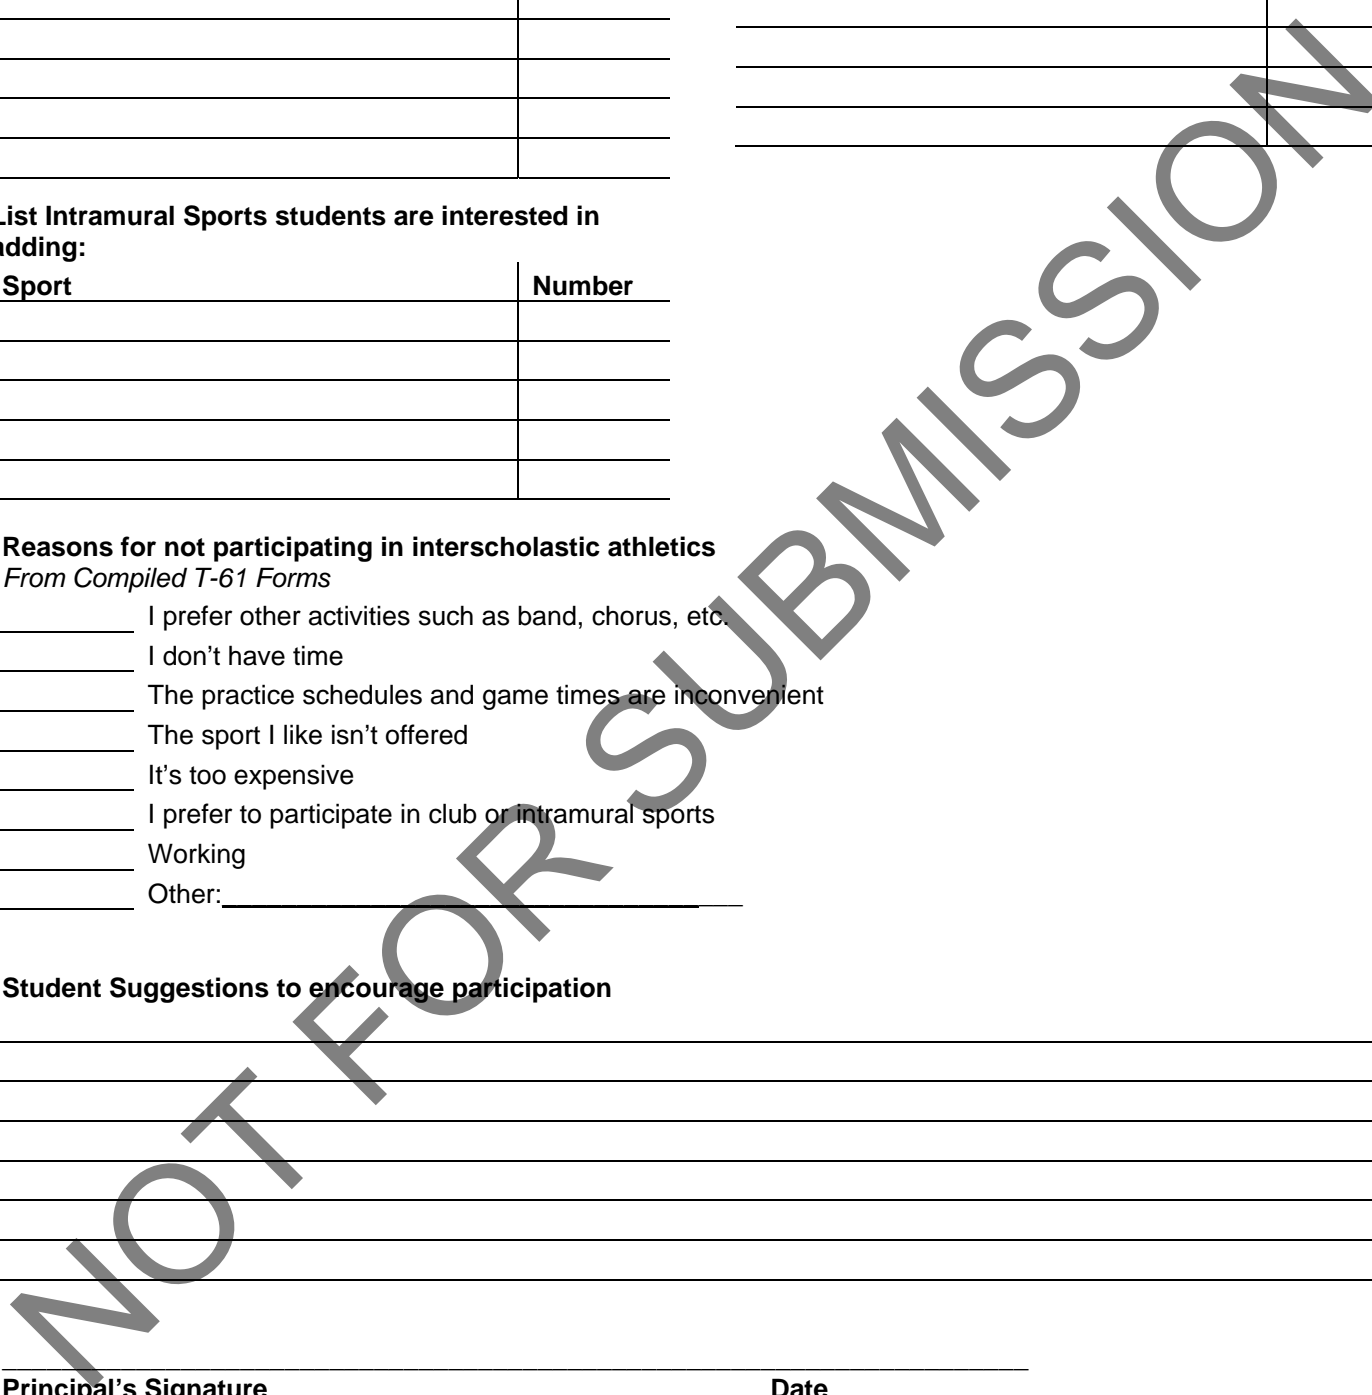 List Intramural Sports students are interested in
adding:
Sport Number
Reasons for not participating in interscholastic athletics
From Compiled T-61 Forms
I prefer other activities such as band, chorus, etc.
I don’t have time
The practice schedules and game times are inconvenient
The sport I like isn’t offered
It’s too expensive
I prefer to participate in club or intramural sports
Working
Other:
Student Suggestions to encourage participation
Principal’s Signature Date
NOT FOR SUBMISSION